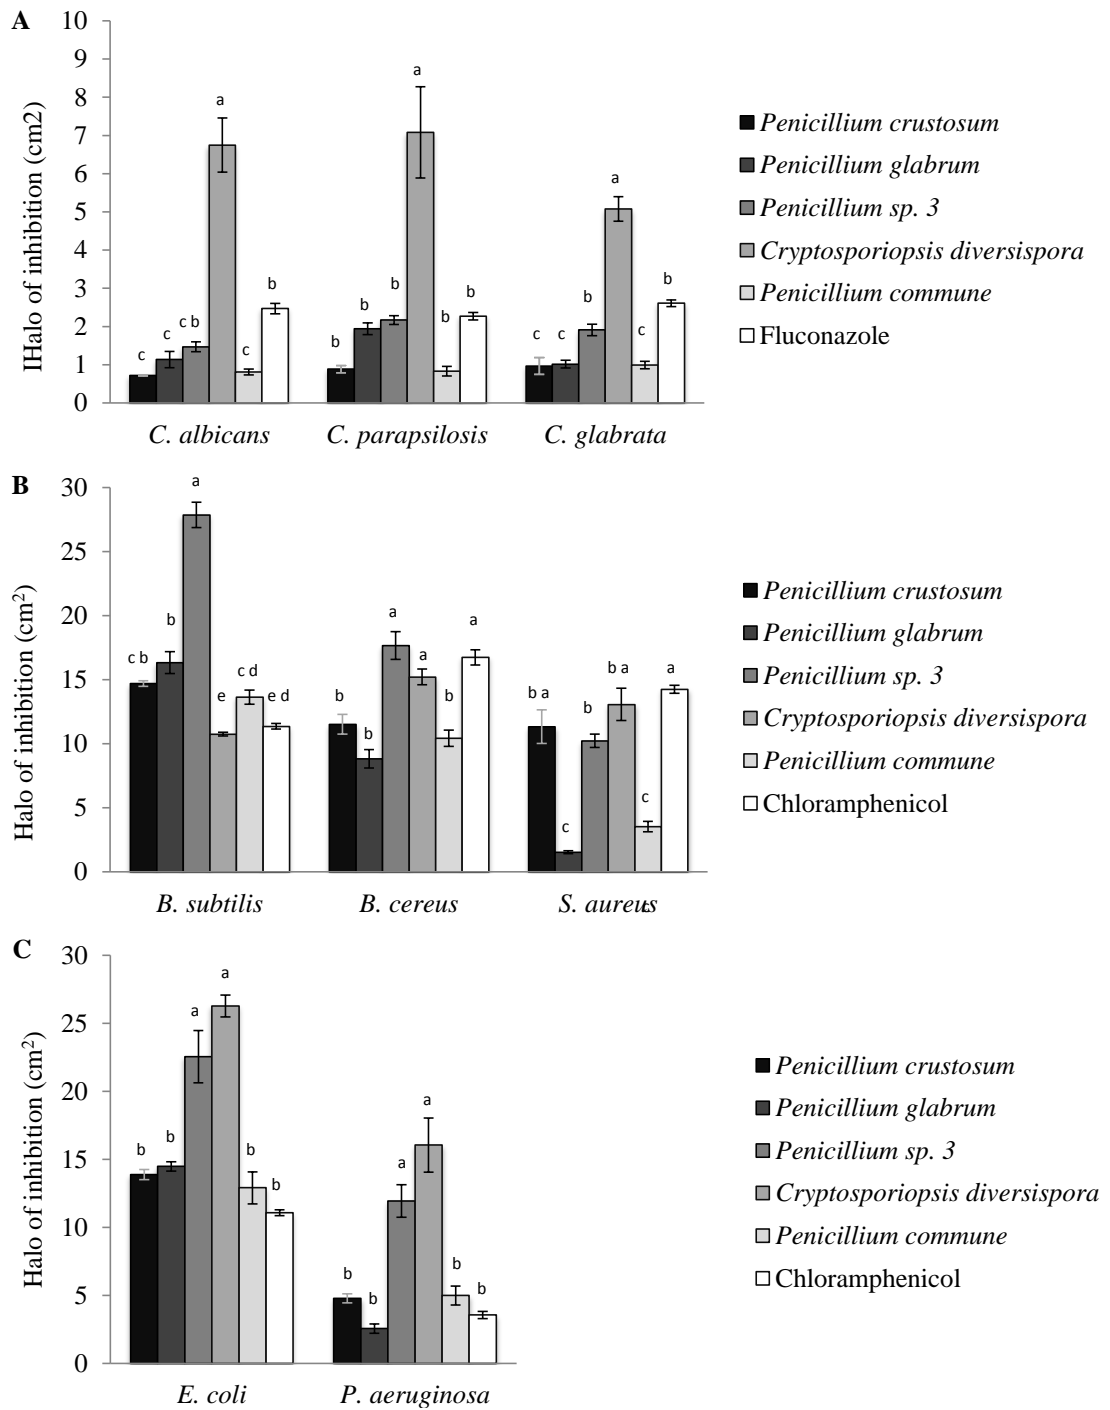 A
10
9
8
7
6
5
4
3
2
1
0
IHalo of inhibition (cm2)
c
c
c b
a
c
b
b
b
b
a
b
b
c
c
b
a
c
b
C. albicans
C. parapsilosis
C. glabrata
Penicillium crustosum
Penicillium glabrum
Penicillium sp. 3
Cryptosporiopsis diversispora
Penicillium commune
Fluconazole
B
30
25
20
15
10
5
0
Halo of inhibition (cm²)
c b
b
a
e
c d
e d
b
b
a
a
b
a
b a
c
b
b a
c
a
B. subtilis
B. cereus
S. aureus
c
Penicillium crustosum
Penicillium glabrum
Penicillium sp. 3
Cryptosporiopsis diversispora
Penicillium commune
Chloramphenicol
C
30
25
20
15
10
5
0
Halo of inhibition (cm²)
b
b
a
a
b
b
b
b
a
a
b
b
E. coli
P. aeruginosa
Penicillium crustosum
Penicillium glabrum
Penicillium sp. 3
Cryptosporiopsis diversispora
Penicillium commune
Chloramphenicol